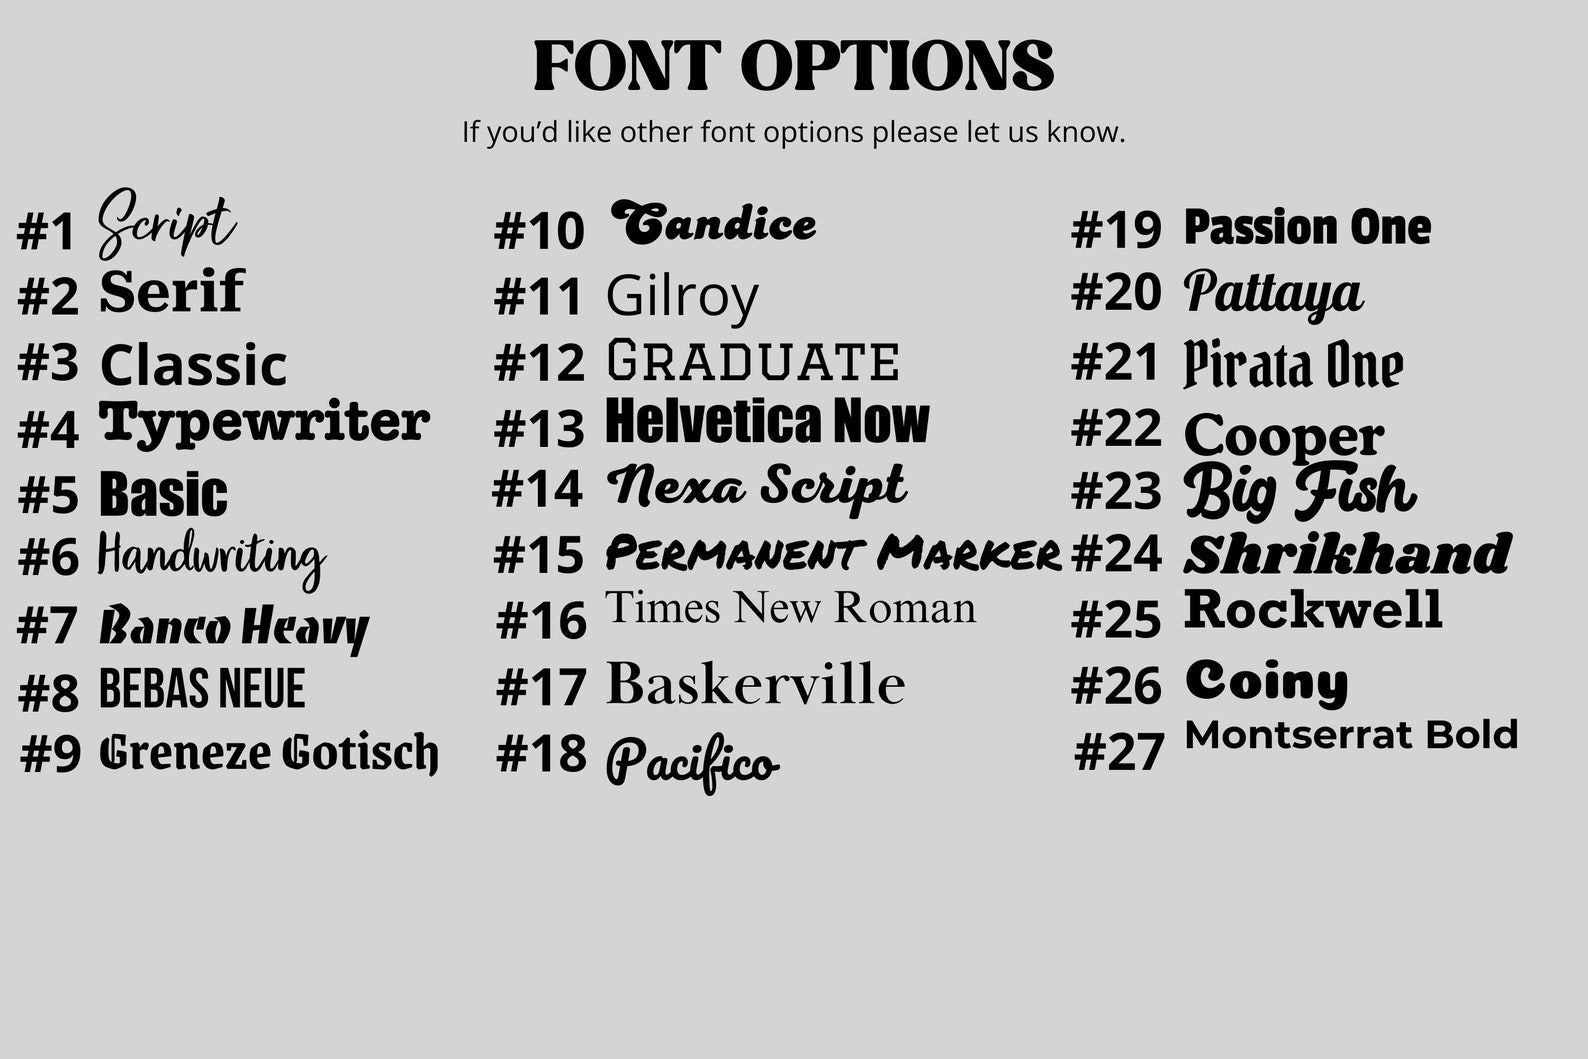 FONT OPTIONS
If you’d like other font options please let us know.
#1 Script
#2 Serif
#3 Classic
#4 Typewriter
#5 Basic
#6 Handwriting
#7 Banco Heavy
#8 BEBAS NEUE
#9 Greneze Gotisch
#10 Candice
#11 Gilroy
#12 GRADUATE
#13 Helvetica Now
#14 Nexa Script
#15 PERMANENT MARKER
#16 Times New Roman
#17 Baskerville
#18 Pacifico
#19 Passion One
#20 Pattaya
#21 Pirata One
#22 Cooper
#23 Big Fish
#24 Shrikhand
#25 Rockwell
#26 Coiny
#27 Montserrat Bold